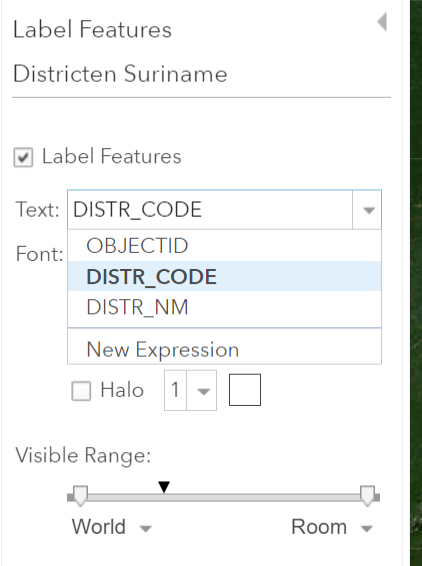 Label Features
Districten Suriname
Label Features
Text: DISTR_CODE
Font:
OBJECTID
DISTR_CODE
DISTR_NM
New Expression
Halo 1
Visible Range:
World Room